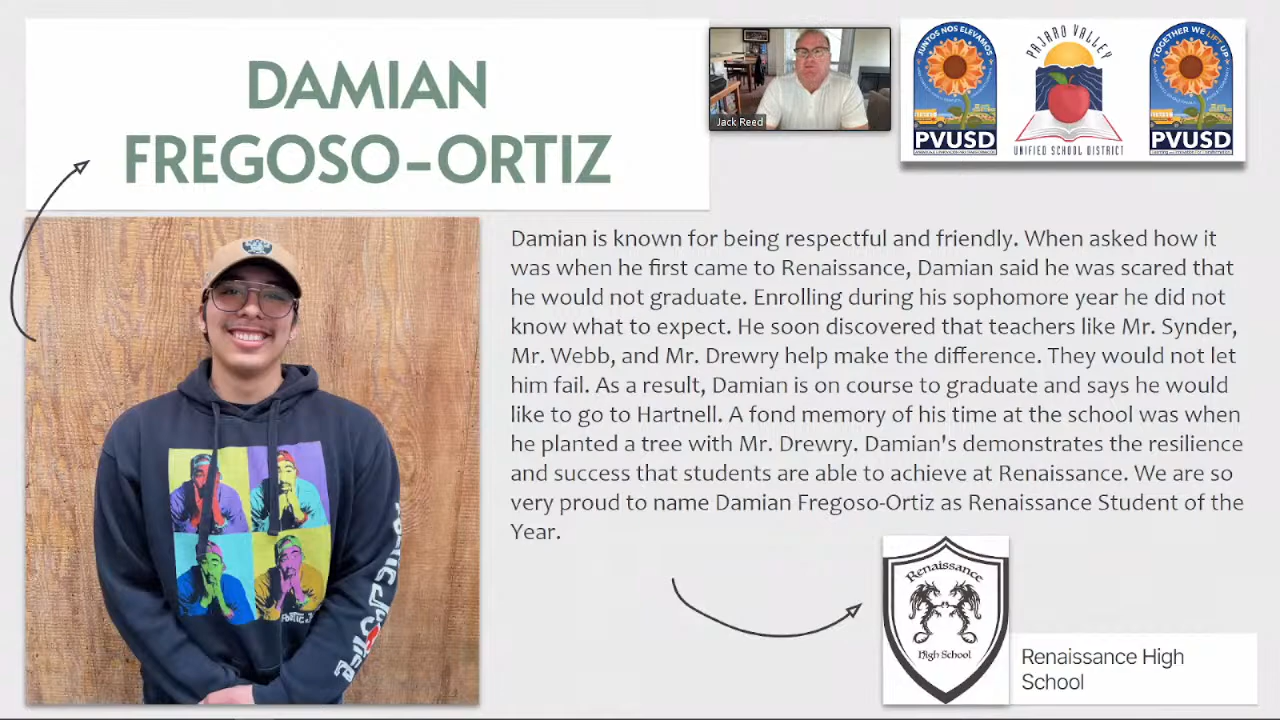 DAMIAN
FREGOSO-ORTIZ
Jack Reed
JUNTOS NOS ELEVAMOS
PVUSD
PAJARO VALLEY
UNIFIED SCHOOL DISTRICT
TOGETHER WE LIFT UP
PVUSD
Damian is known for being respectful and friendly. When asked how it
was when he first came to Renaissance, Damian said he was scared that
he would not graduate. Enrolling during his sophomore year he did not
know what to expect. He soon discovered that teachers like Mr. Synder,
Mr. Webb, and Mr. Drewry help make the difference. They would not let
him fail. As a result, Damian is on course to graduate and says he would
like to go to Hartnell. A fond memory of his time at the school was when
he planted a tree with Mr. Drewry. Damian's demonstrates the resilience
and success that students are able to achieve at Renaissance. We are so
very proud to name Damian Fregoso-Ortiz as Renaissance Student of the
Year.
Renaissance
High School
Renaissance High
School